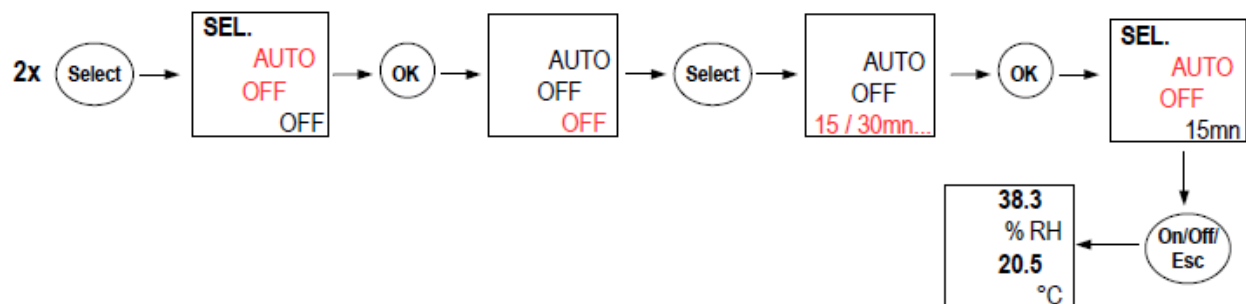 2x
Select
SEL.
AUTO
OFF
OFF
OK
AUTO
OFF
OFF
Select
AUTO
OFF
15 / 30mn...
OK
SEL.
AUTO
OFF
15mn
On/Off/
Esc
38.3
% RH
20.5
°C